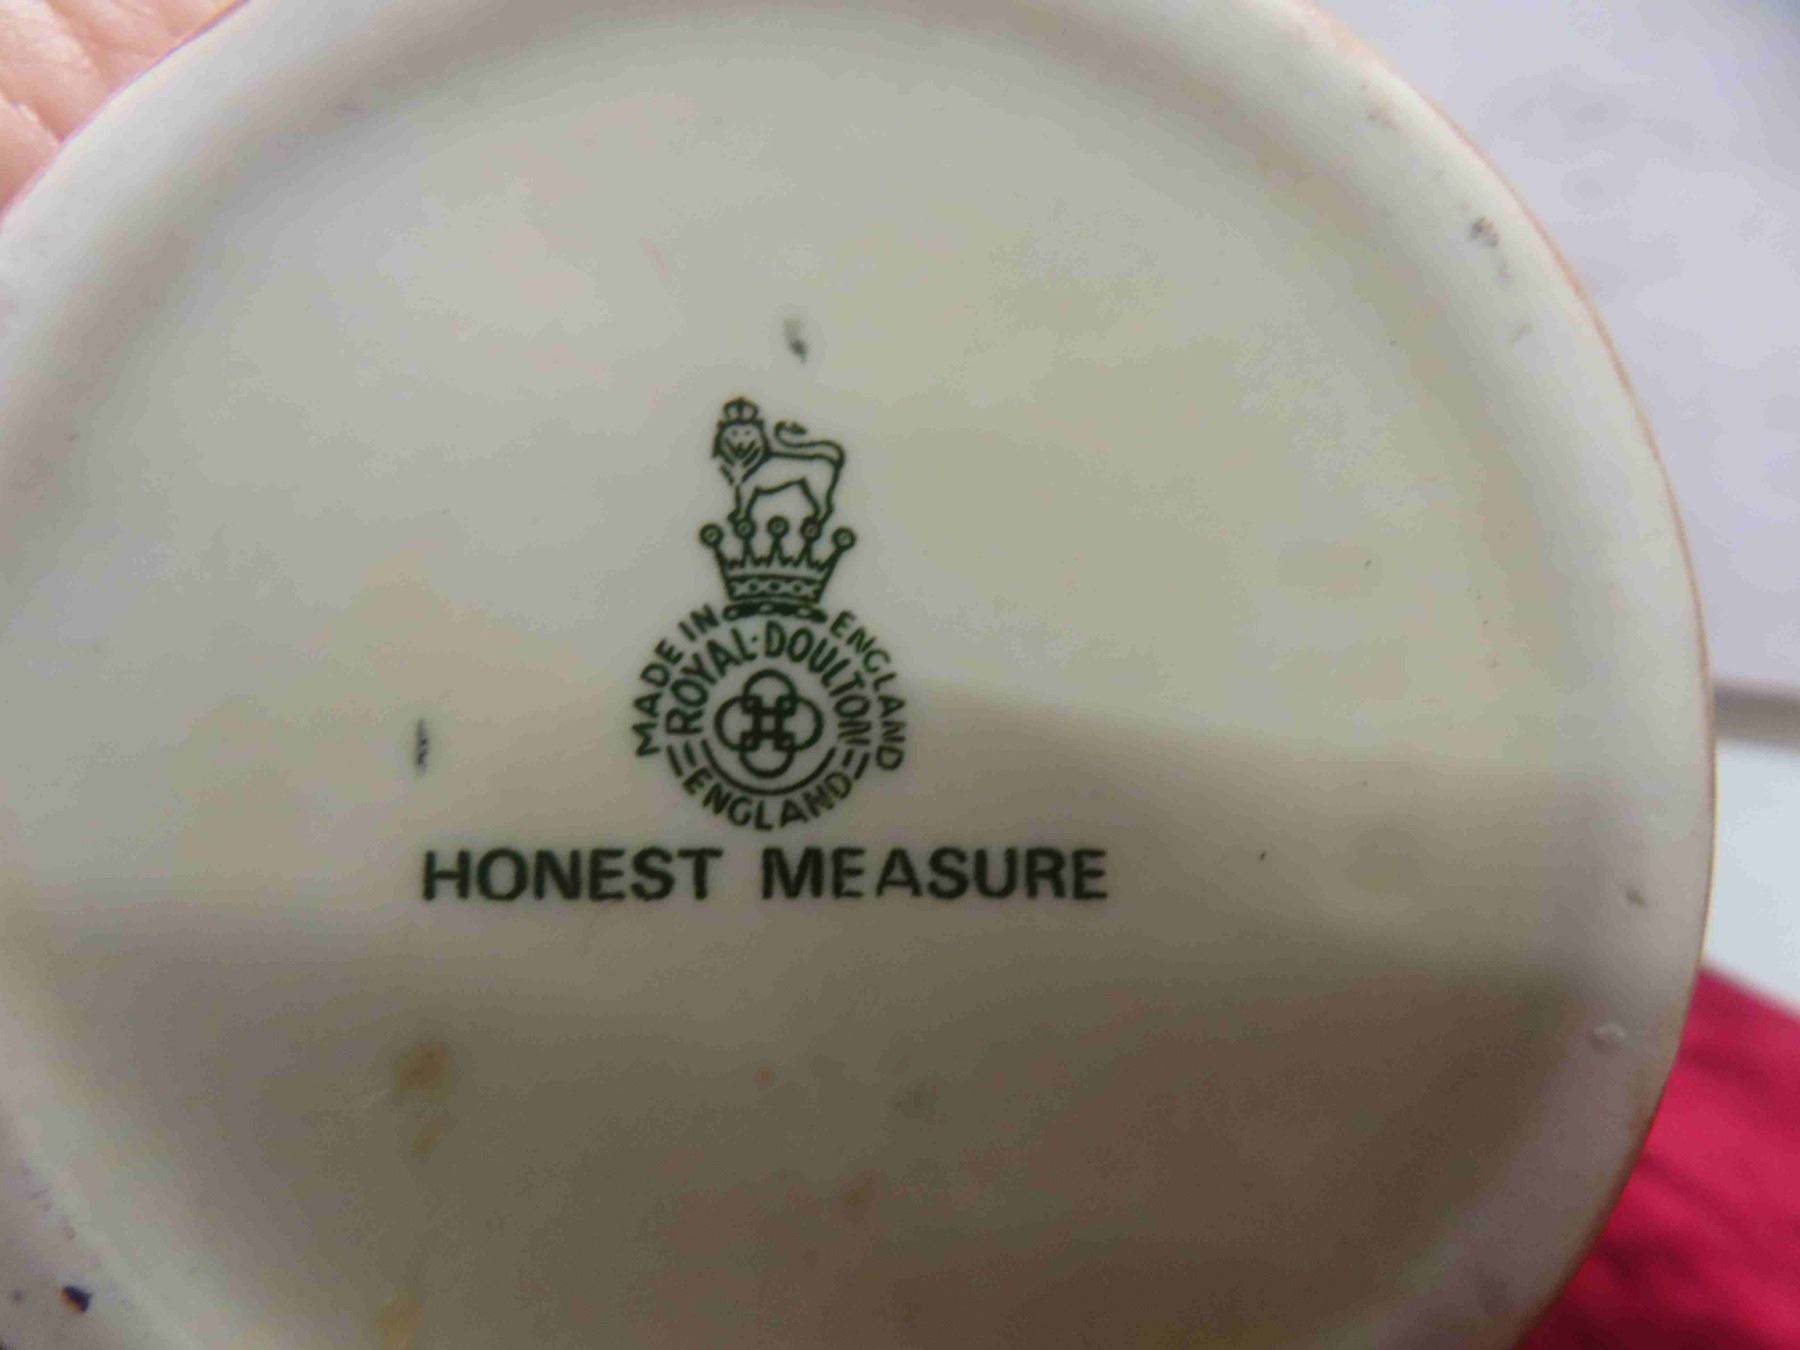 MADE IN ENGLAND
ROYAL·DOULTON
ENGLAND
HONEST MEASURE